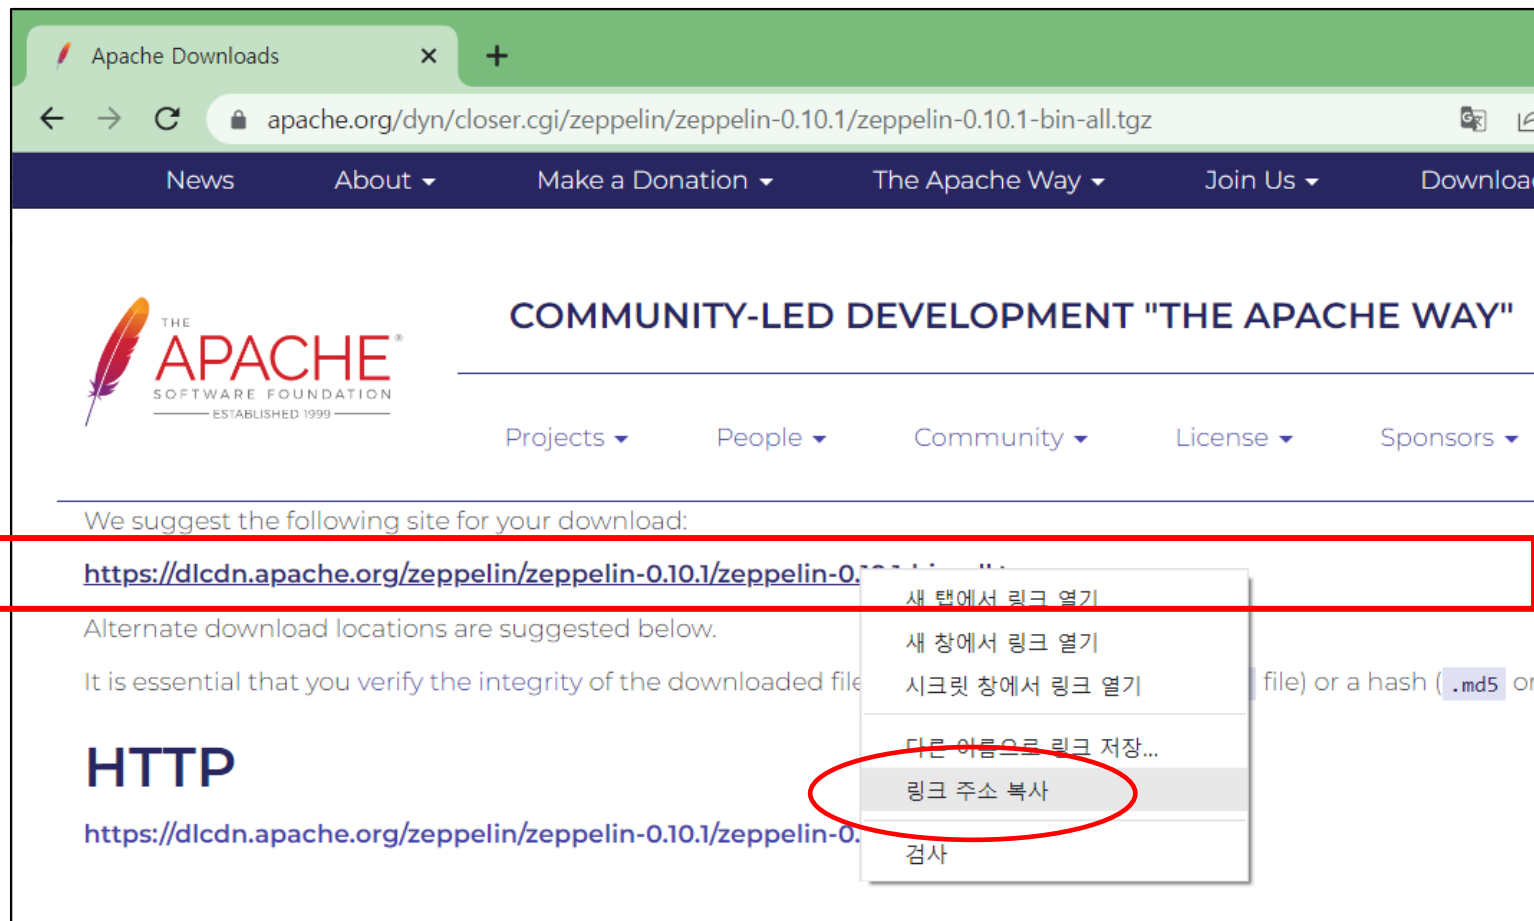 Apache Downloads
apache.org/dyn/closer.cgi/zeppelin/zeppelin-0.10.1/zeppelin-0.10.1-bin-all.tgz
News About Make a Donation The Apache Way Join Us Download
THE
APACHE®
SOFTWARE FOUNDATION
ESTABLISHED 1999
COMMUNITY-LED DEVELOPMENT "THE APACHE WAY"
Projects People Community License Sponsors
We suggest the following site for your download:
https://dlcdn.apache.org/zeppelin/zeppelin-0.10.1/zeppelin-0.10.1-bin-all.t
Alternate download locations are suggested below.
It is essential that you verify the integrity of the downloaded file file) or a hash ( .md5 or
새 탭에서 링크 열기
새 창에서 링크 열기
시크릿 창에서 링크 열기
다른 이름으로 링크 저장...
링크 주소 복사
검사
HTTP
https://dlcdn.apache.org/zeppelin/zeppelin-0.10.1/zeppelin-0.